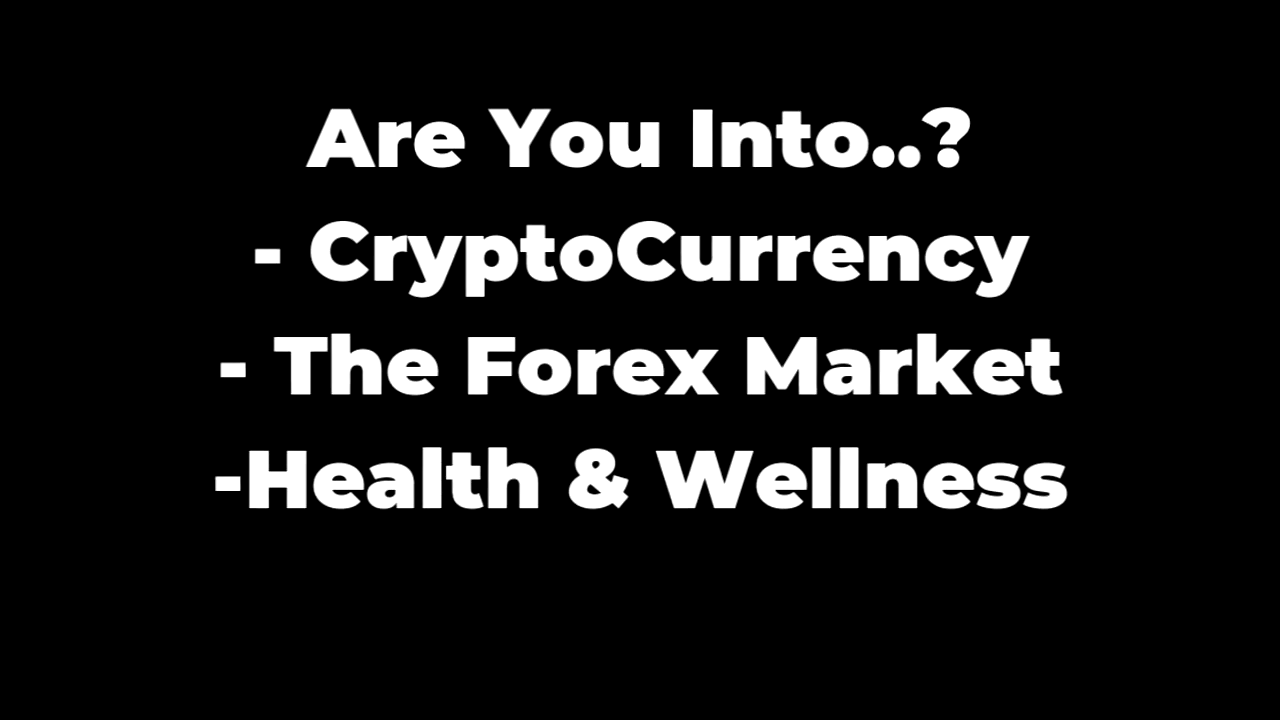 Are You Into..?
- CryptoCurrency
- The Forex Market
-Health & Wellness